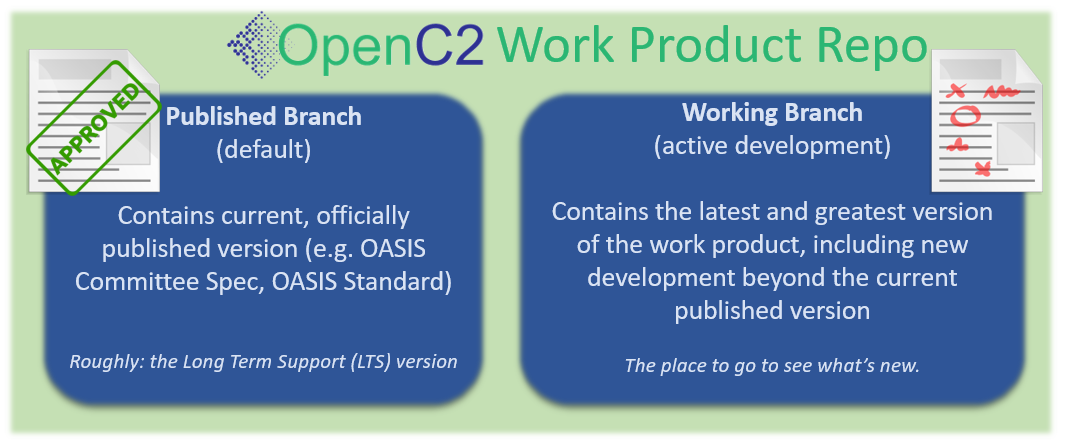 OpenC2 Work Product Repo
APPROVED
Published Branch
(default)
Contains current, officially
published version (e.g. OASIS
Committee Spec, OASIS Standard)
Roughly: the Long Term Support (LTS) version
Working Branch
(active development)
Contains the latest and greatest version
of the work product, including new
development beyond the current
published version
The place to go to see what’s new.